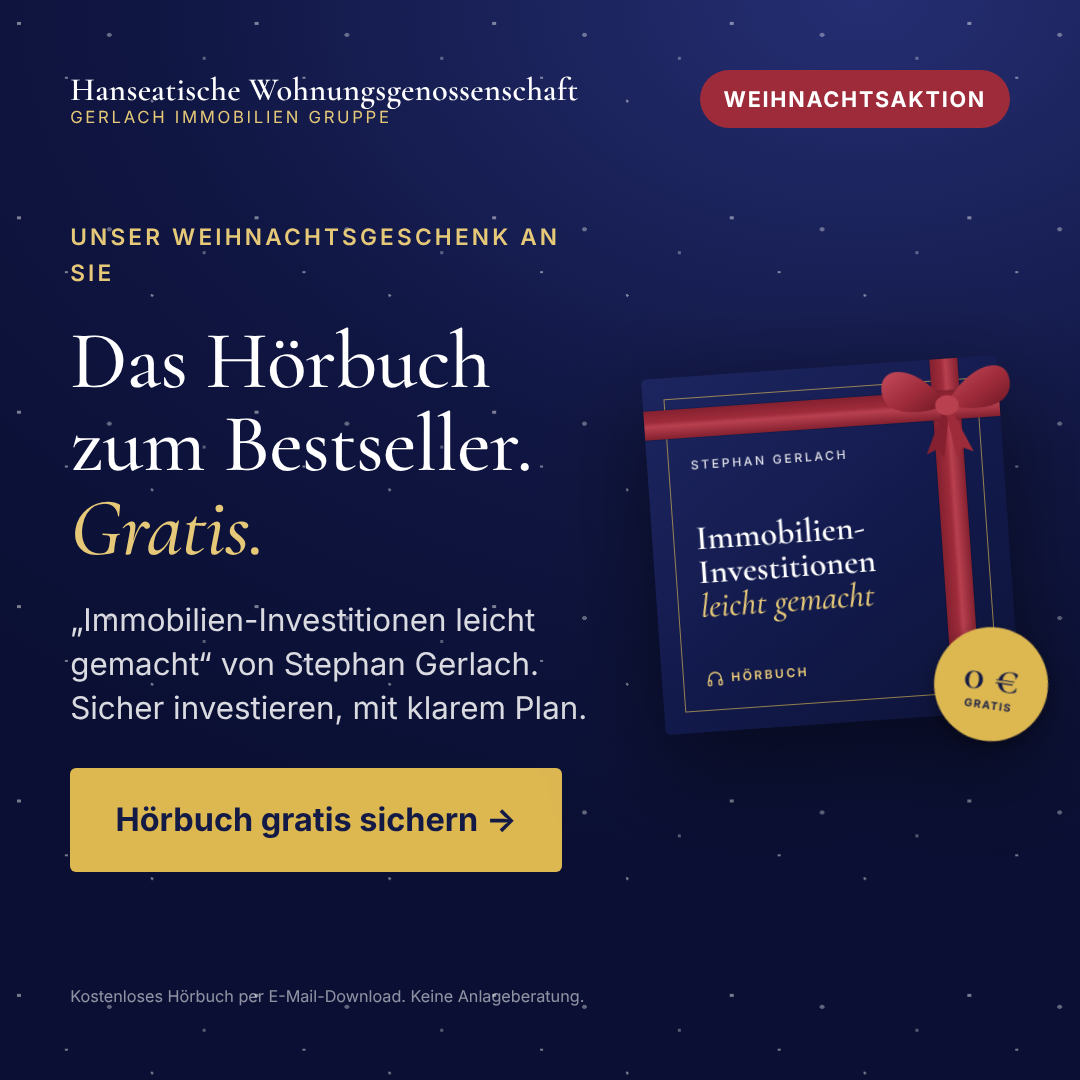 Hanseatische Wohnungsgenossenschaft
GERLACH IMMOBILIEN GRUPPE
WEIHNACHTSAKTION
UNSER WEIHNACHTSGESCHENK AN
SIE
Das Hörbuch
zum Bestseller.
Gratis.
„Immobilien-Investitionen leicht
gemacht“ von Stephan Gerlach.
Sicher investieren, mit klarem Plan.
Hörbuch gratis sichern →
STEPHAN GERLACH
Immobilien-
Investitionen
leicht gemacht
HÖRBUCH
0 €
GRATIS
Kostenloses Hörbuch per E-Mail-Download. Keine Anlageberatung.